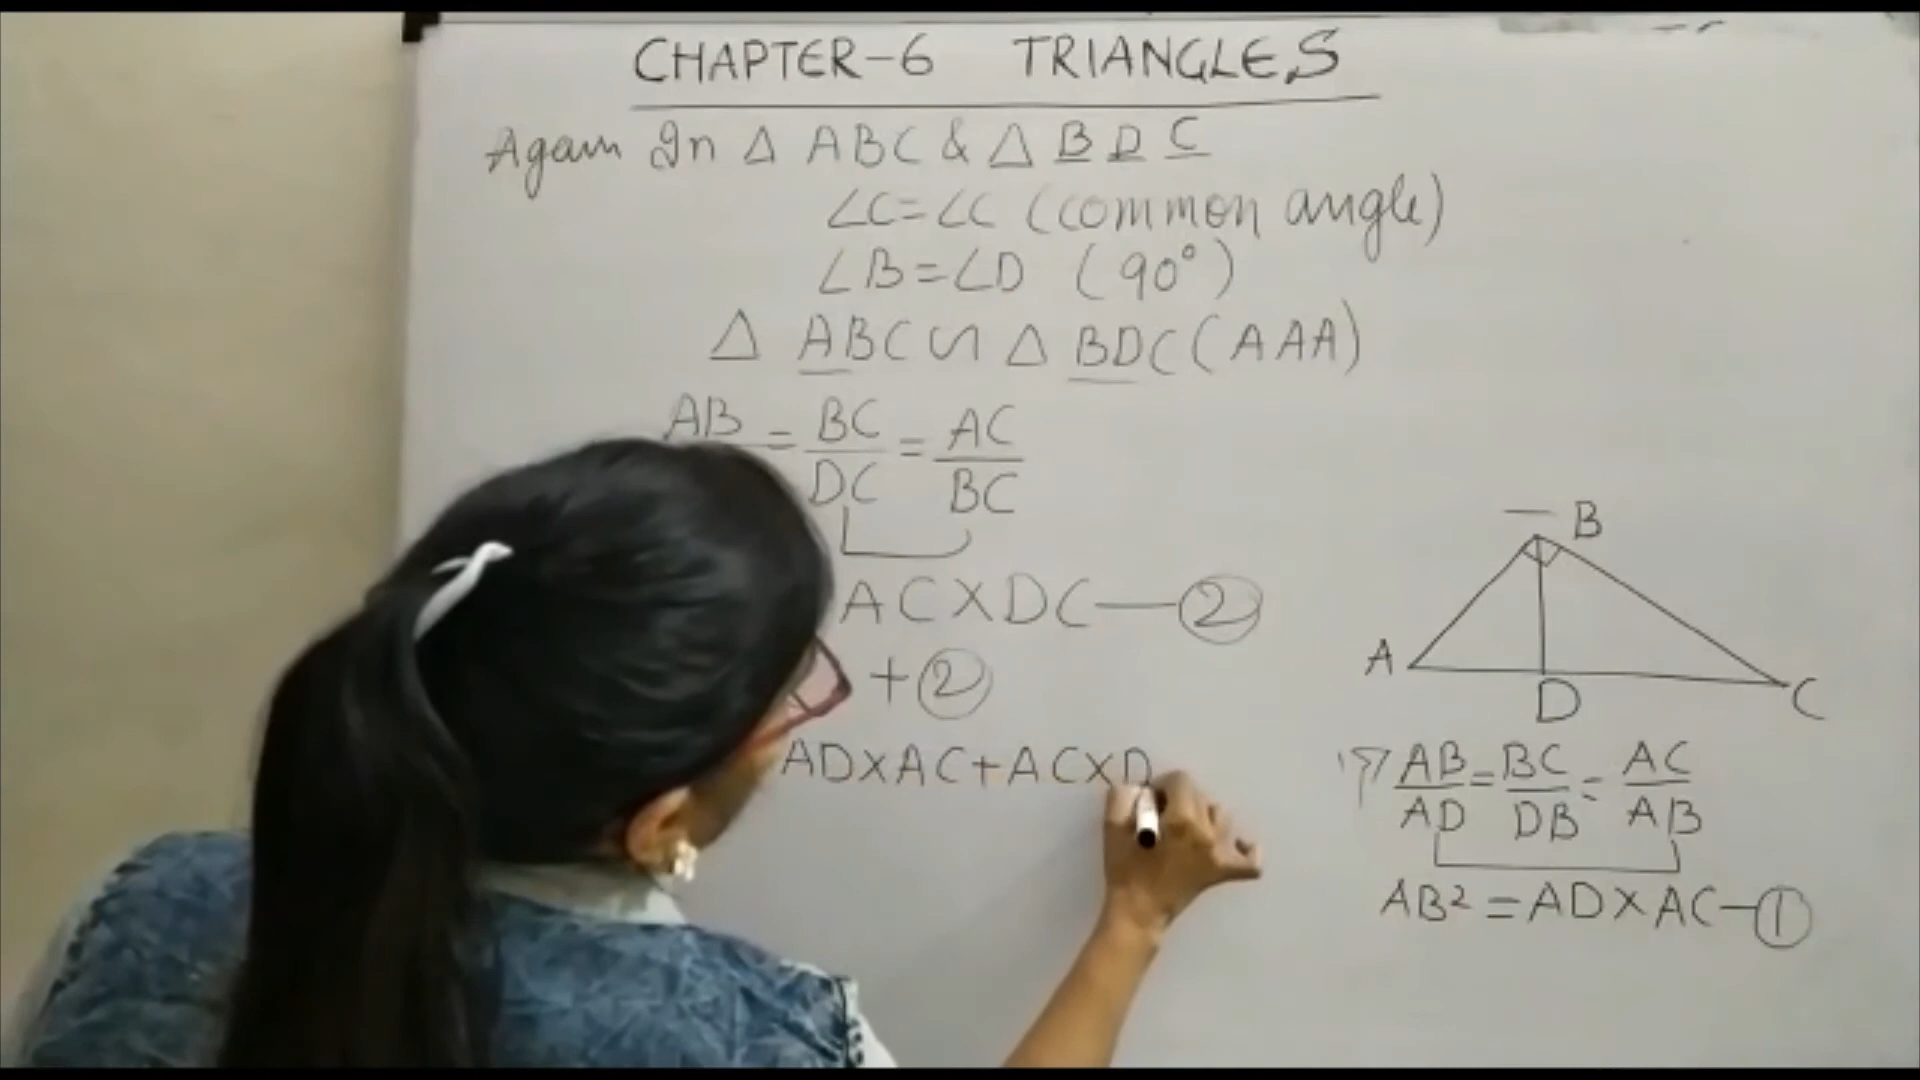 CHAPTER-6 TRIANGLES
Again In Δ ABC & Δ BDC
∠C=∠C (common angle)
∠B=∠D (90°)
Δ ABC ∽ Δ BDC (AAA)
AB = BC = AC
DC BC
ACXDC—②
+②
ADXAC+ACXD
B
A
D
C
AB = BC = AC
AD DB AB
AB²=ADXAC—①